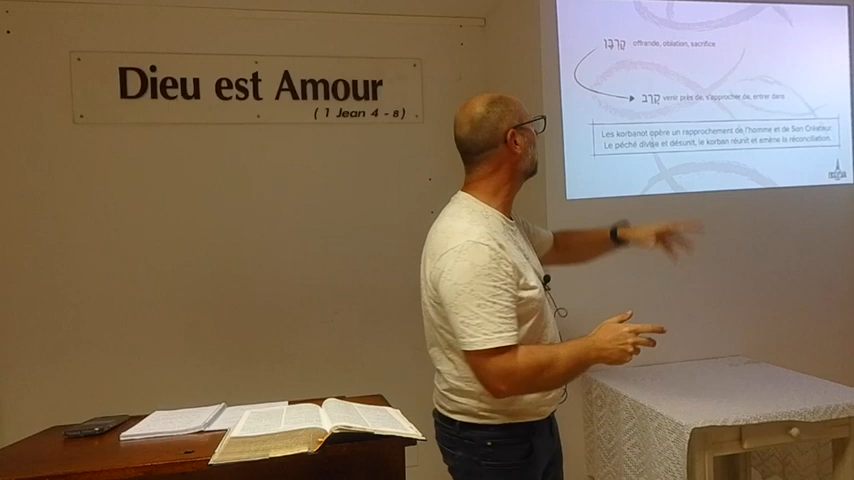 Dieu est Amour
(1 Jean 4 - 8)
קָרְבָּן offrande, oblation, sacrifice
קָרַב venir près de, s'approcher de, entrer dans
Les korbanot opère un rapprochement de l'homme et de Son Créateur.
Le péché divise et désunit, le korban réunit et amène la réconciliation.